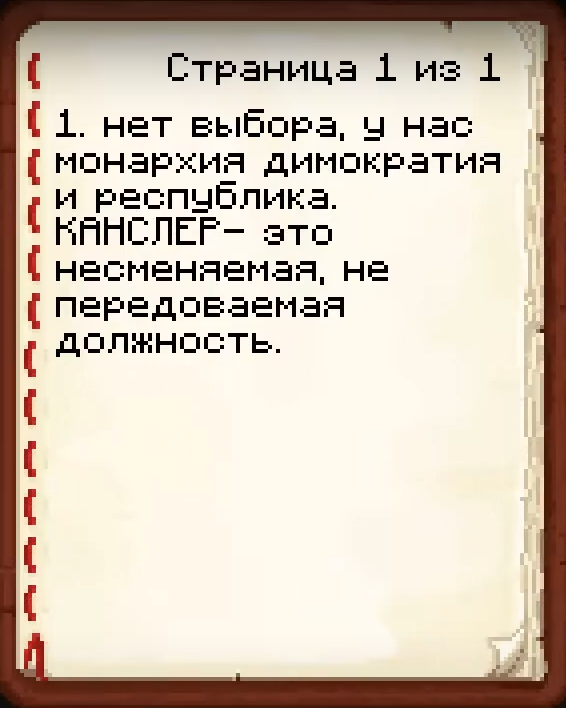 Страница 1 из 1
1. нет выбора, у нас
монархия димократия
и республика.
КАНСЛЕР- это
несменяемая, не
передоваемая
должность.